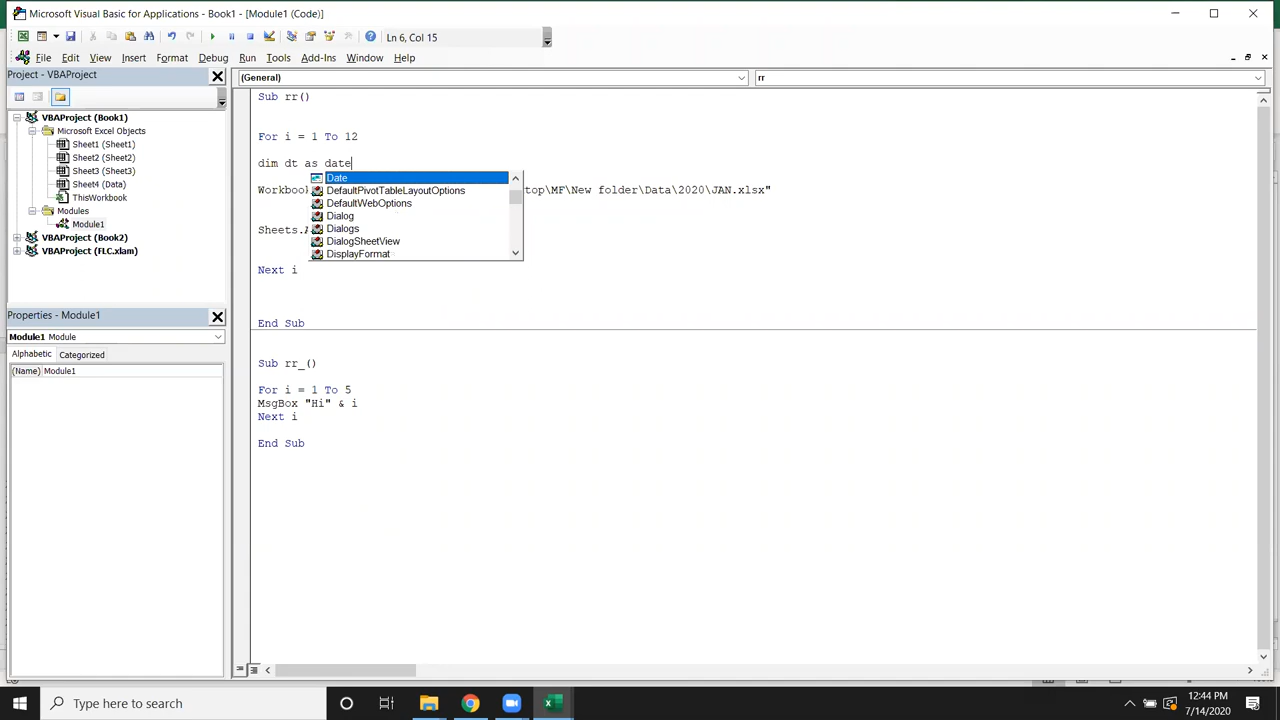 Microsoft Visual Basic for Applications - Book1 - [Module1 (Code)]
Ln 6, Col 15
File Edit View Insert Format Debug Run Tools Add-Ins Window Help
Project - VBAProject
(General)
rr
VBAProject (Book1)
Microsoft Excel Objects
Sheet1 (Sheet1)
Sheet2 (Sheet2)
Sheet3 (Sheet3)
Sheet4 (Data)
ThisWorkbook
Modules
Module1
VBAProject (Book2)
VBAProject (FLC.xlam)
Properties - Module1
Module1 Module
Alphabetic Categorized
(Name) Module1
Sub rr()
For i = 1 To 12
dim dt as date
Date
DefaultPivotTableLayoutOptions
DefaultWebOptions
Dialog
Dialogs
DialogSheetView
DisplayFormat
top\MF\New folder\Data\2020\JAN.xlsx"
Sheets.
Next i
End Sub
Sub rr_()
For i = 1 To 5
MsgBox "Hi" & i
Next i
End Sub
Type here to search
12:44 PM
7/14/2020